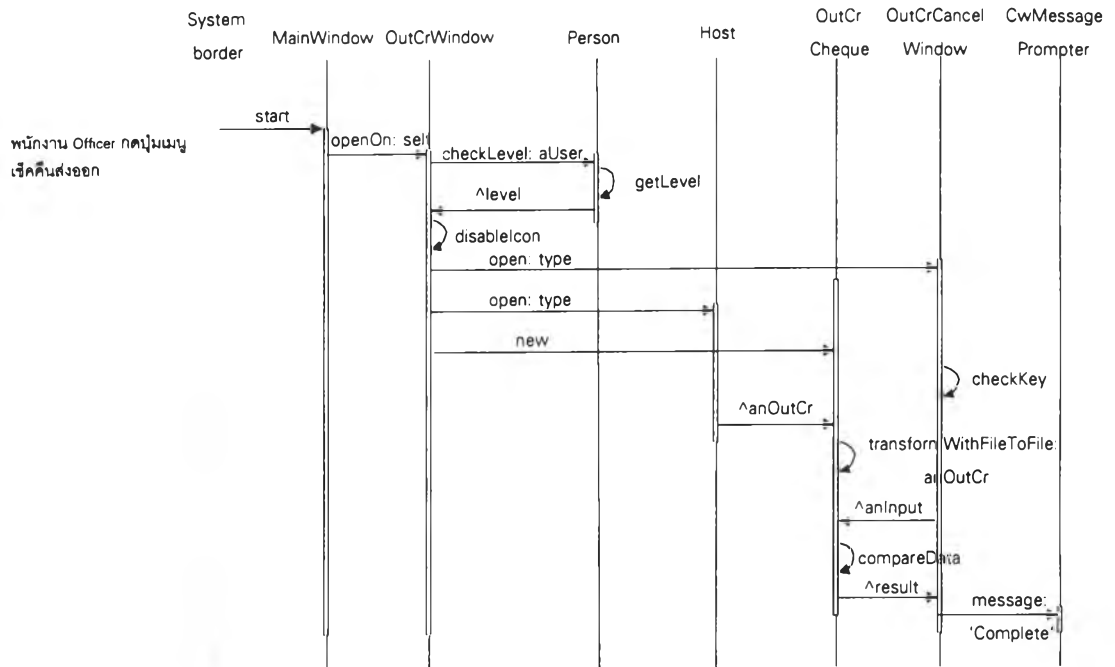 System
border
MainWindow
OutCrWindow
Person
Host
OutCr
Cheque
OutCrCancel
Window
CwMessage
Prompter
start
พนักงาน Officer กดปุ่มเมนู
เช็คคืนส่งออก
openOn: self
checkLevel: aUser
getLevel
^level
disableIcon
open: type
open: type
new
checkKey
^anOutCr
transformWithFileToFile:
anOutCr
^anInput
compareData
^result
message:
'Complete'